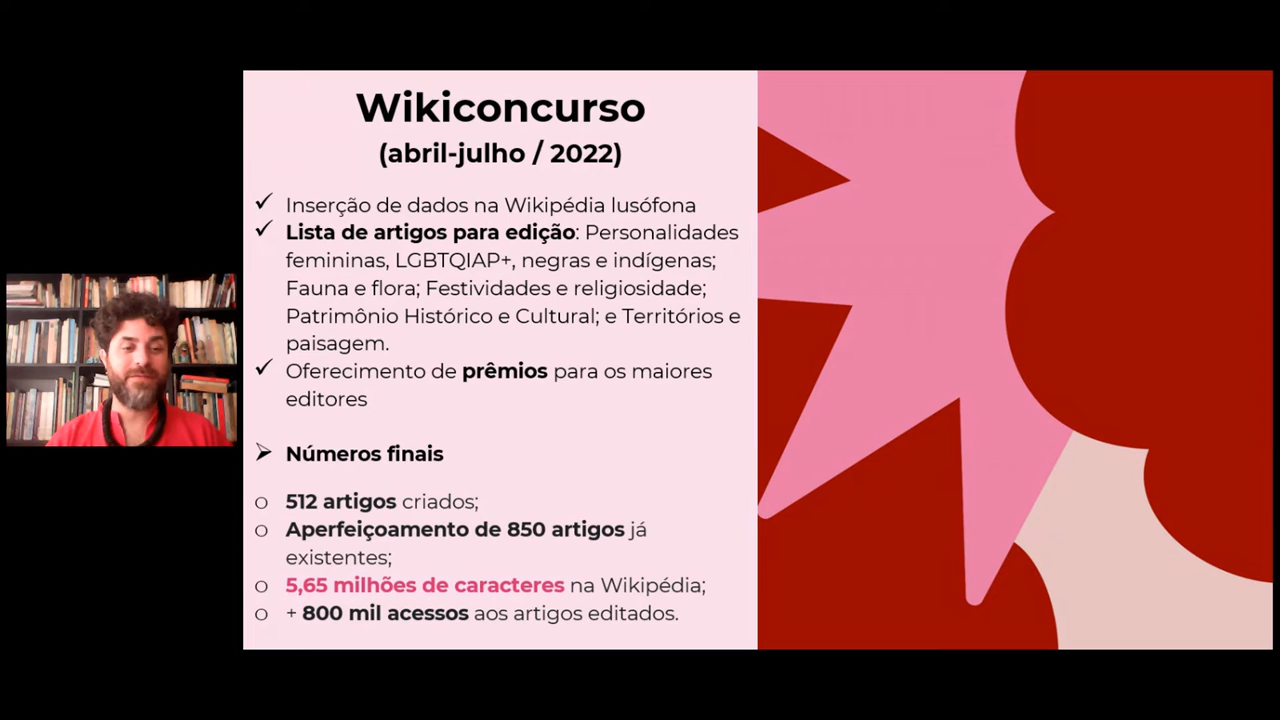 Wikiconcurso
(abril-julho / 2022)
✓ Inserção de dados na Wikipédia lusófona
✓ Lista de artigos para edição: Personalidades
femininas, LGBTQIAP+, negras e indígenas;
Fauna e flora; Festividades e religiosidade;
Patrimônio Histórico e Cultural; e Territórios e
paisagem.
✓ Oferecimento de prêmios para os maiores
editores
➢ Números finais
o 512 artigos criados;
o Aperfeiçoamento de 850 artigos já
existentes;
o 5,65 milhões de caracteres na Wikipédia;
o + 800 mil acessos aos artigos editados.